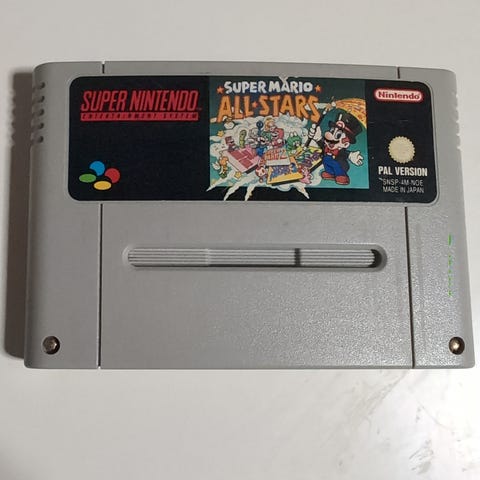 SUPER NINTENDO
ENTERTAINMENT SYSTEM
SUPER MARIO
ALL·STARS
Nintendo
PAL VERSION
SNSP-4M-NOE
MADE IN JAPAN